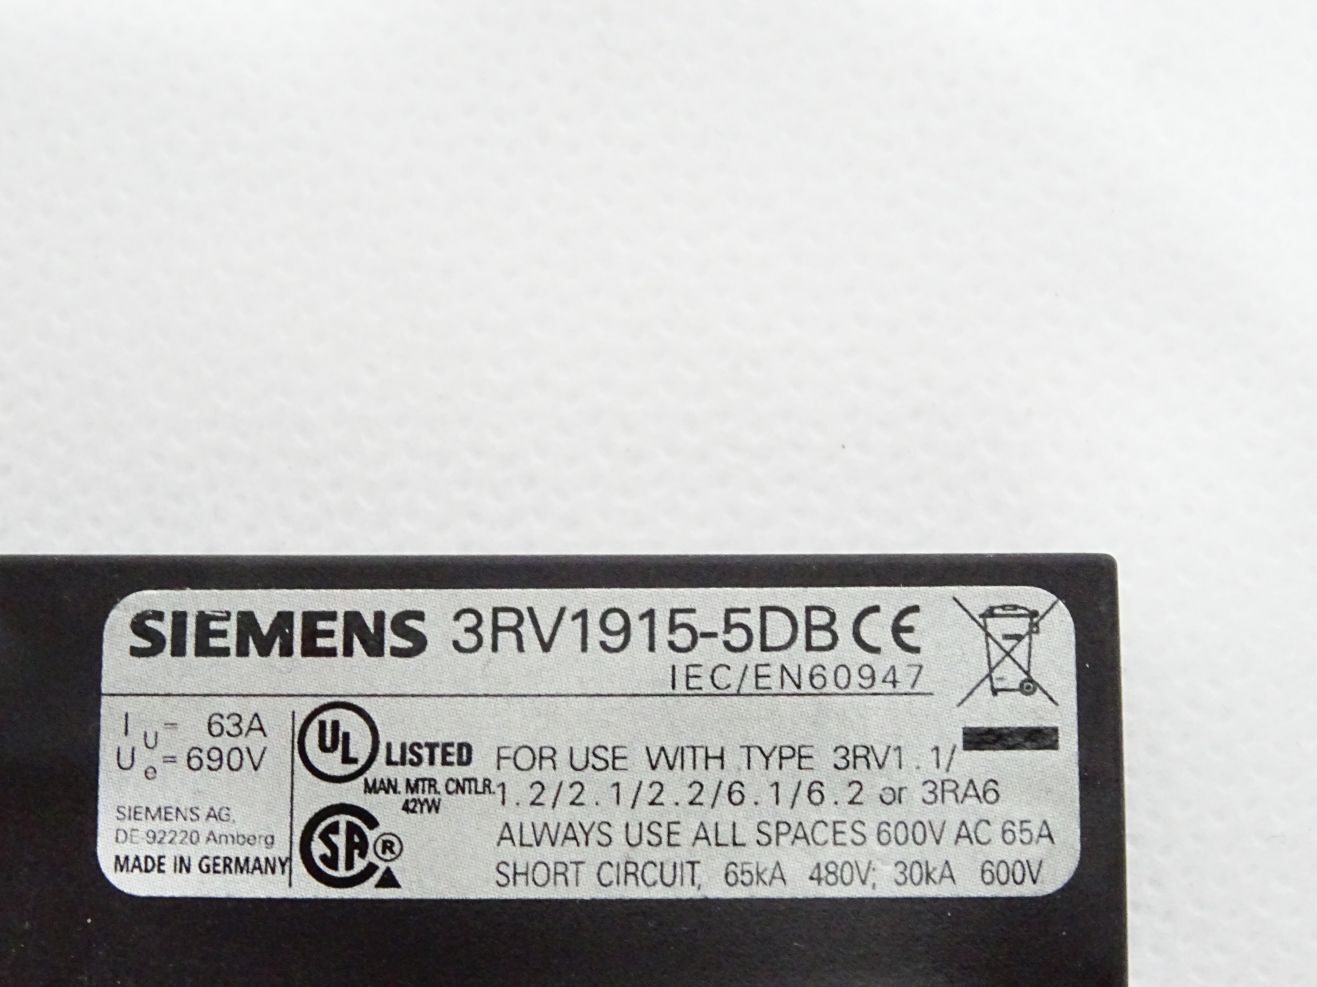 SIEMENS 3RV1915-5DB CE
IEC/EN60947
IU= 63A
Ue=690V
SIEMENS AG,
DE-92220 Amberg
MADE IN GERMANY
UL LISTED
MAN. MTR. CNTLR.
42YW
SA ®
FOR USE WITH TYPE 3RV1.1/
1.2/2.1/2.2/6.1/6.2 or 3RA6
ALWAYS USE ALL SPACES 600V AC 65A
SHORT CIRCUIT, 65kA 480V; 30kA 600V